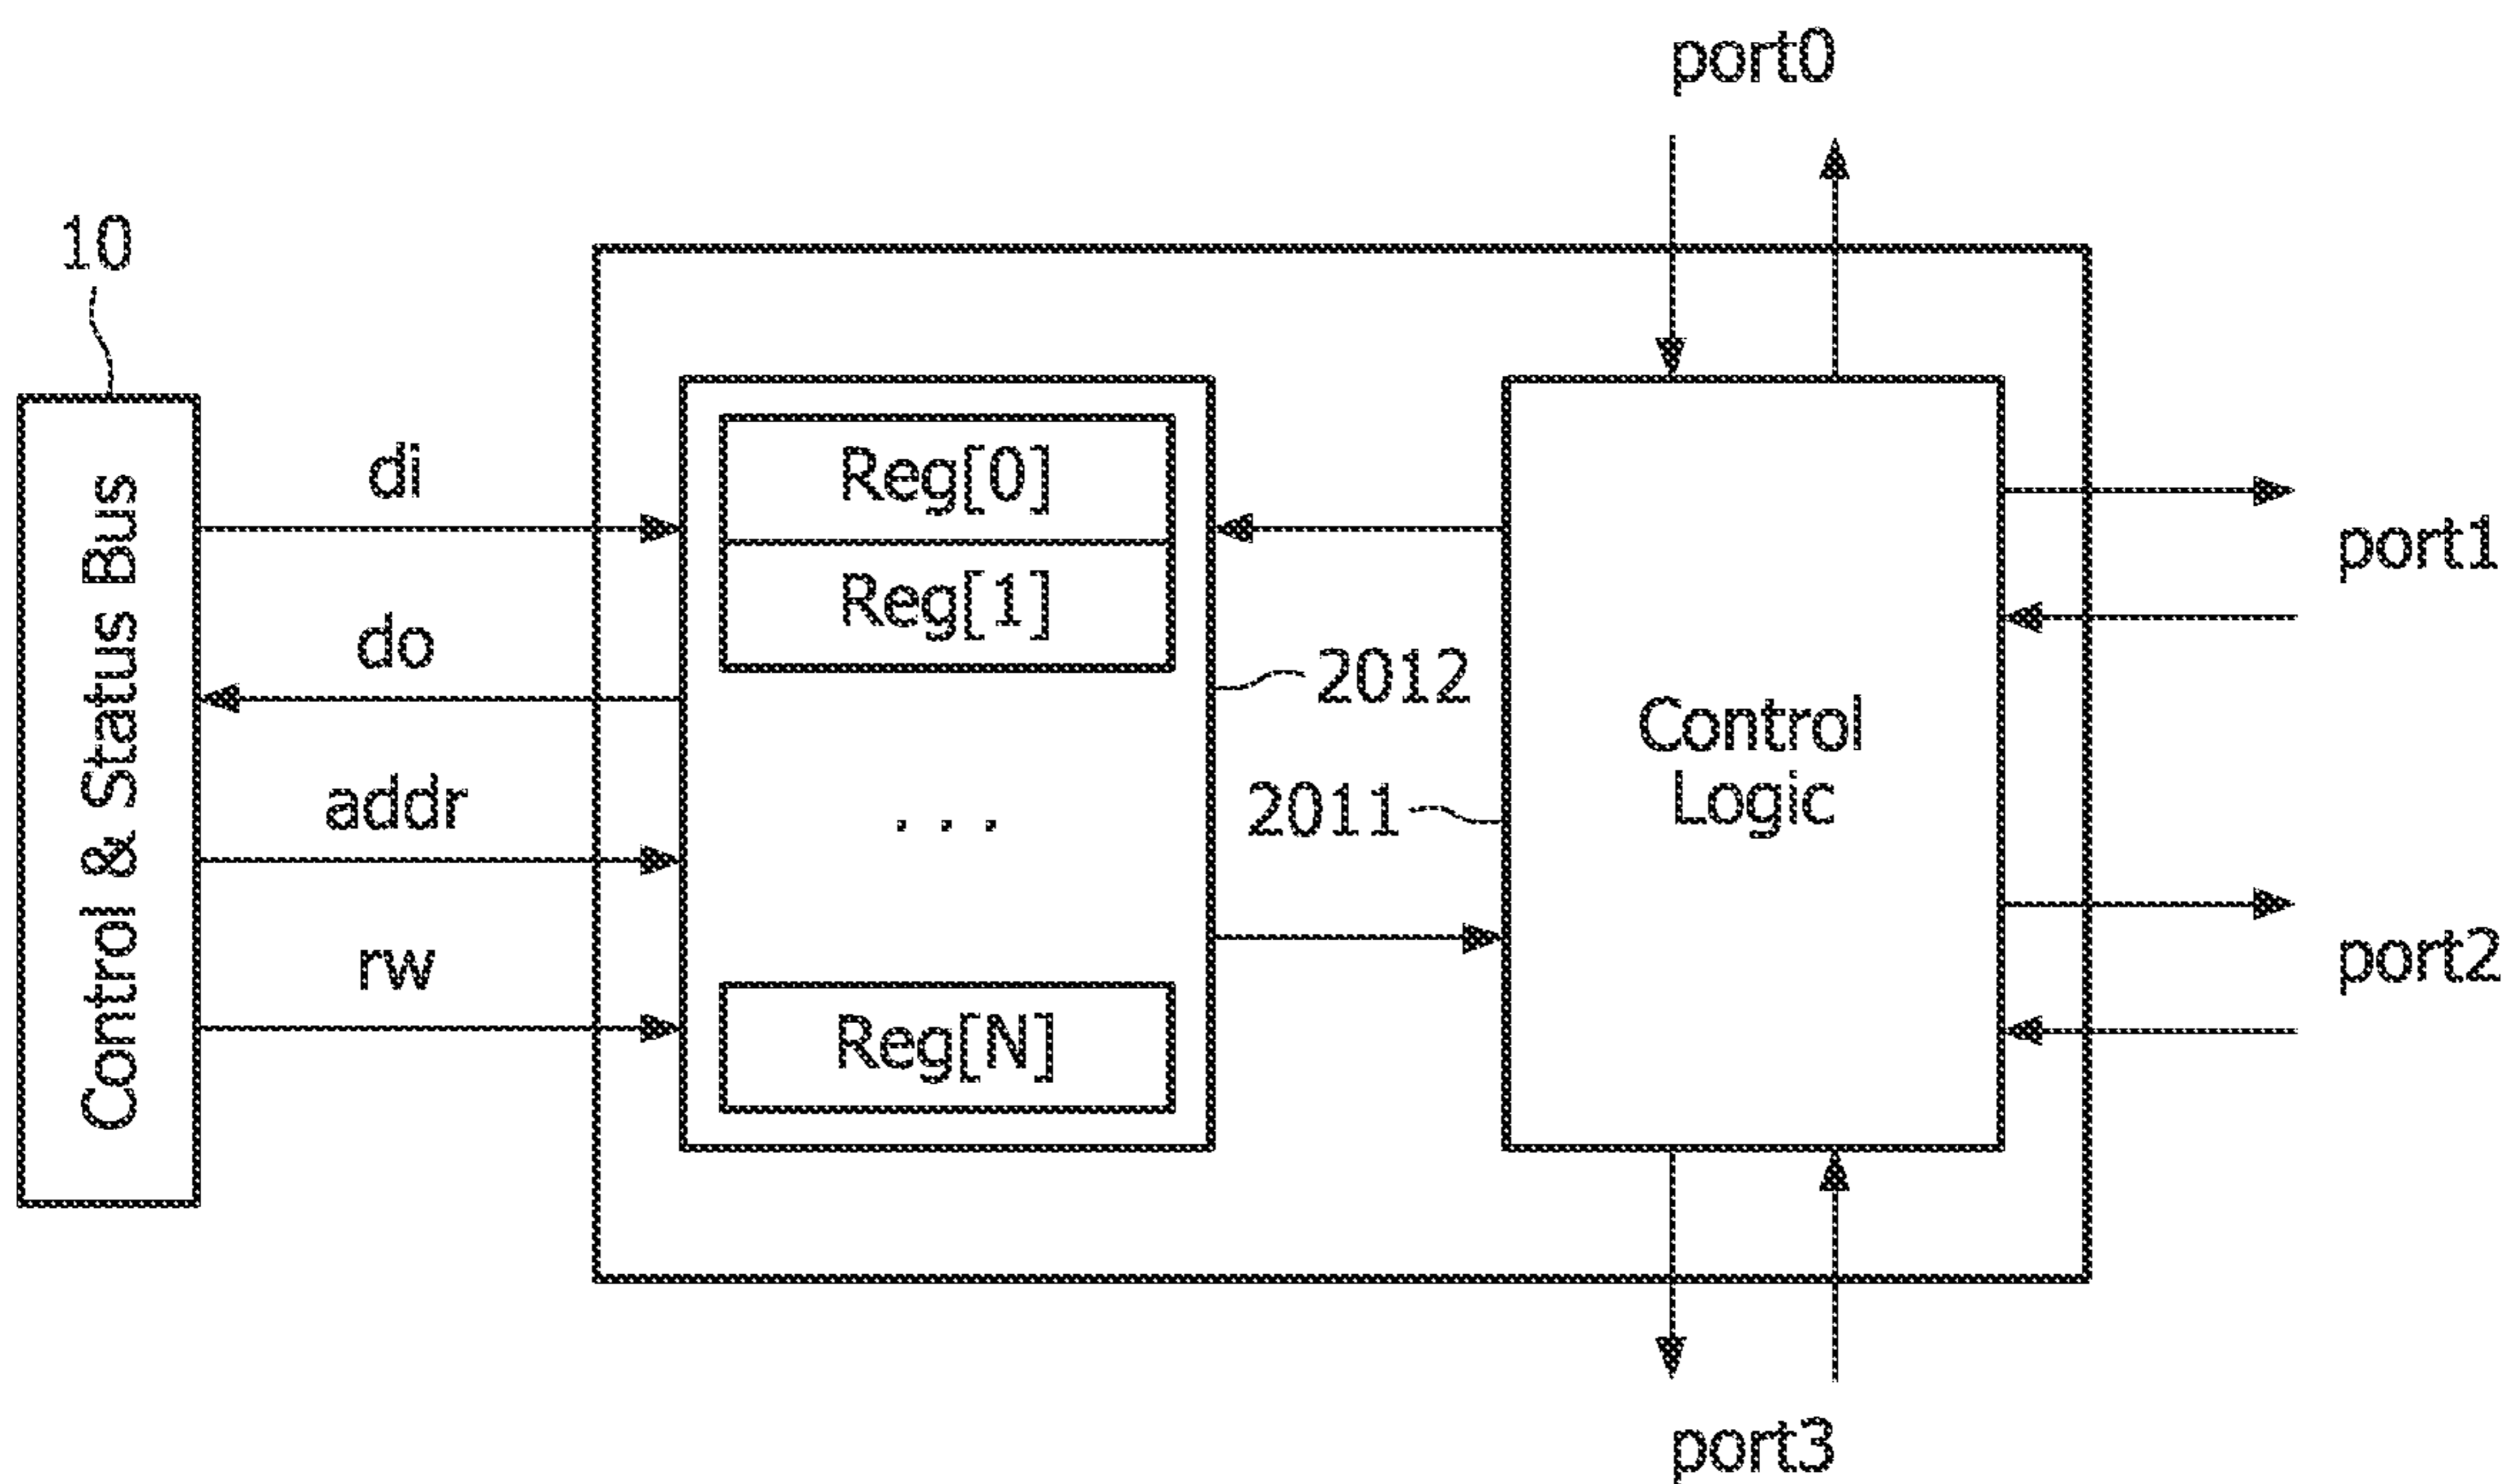 port0
10
Control & Status Bus
di
do
addr
rw
Reg[0]
Reg[1]
. . .
Reg[N]
2012
2011
Control
Logic
port1
port2
port3